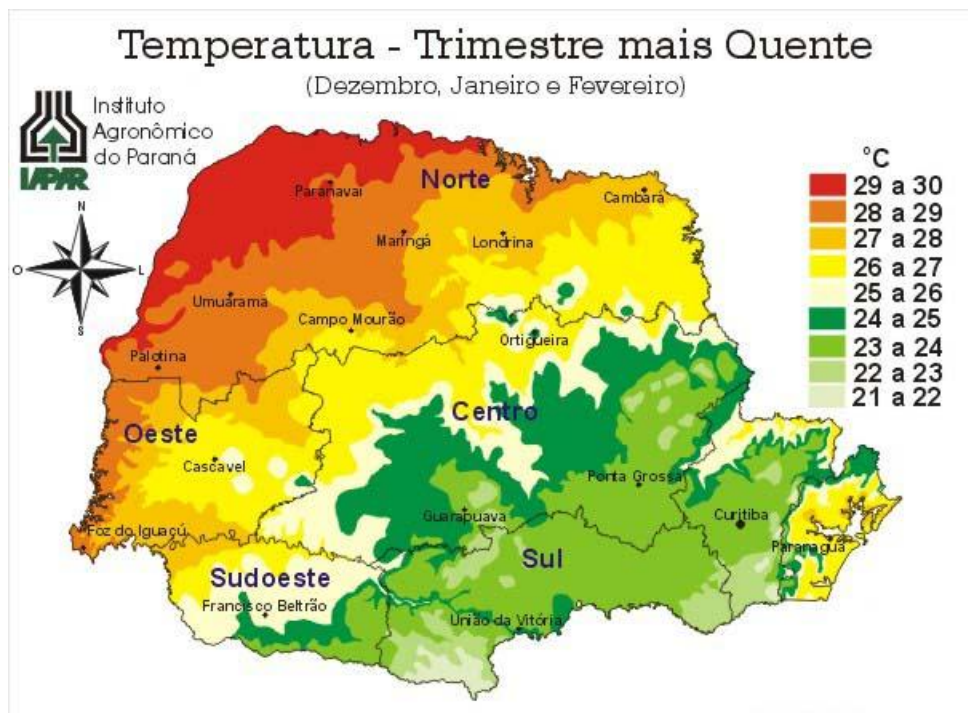 Temperatura - Trimestre mais Quente
(Dezembro, Janeiro e Fevereiro)
Instituto
Agronômico
do Paraná
IAPAR
N
O
L
S
°C
29 a 30
28 a 29
27 a 28
26 a 27
25 a 26
24 a 25
23 a 24
22 a 23
21 a 22
Norte
Paranavai
Cambará
Maringá
Londrina
Umuarama
Campo Mourão
Ortigueira
Palotina
Centro
Oeste
Cascavel
Ponta Grossa
Guarapuava
Curitiba
Foz do Iguaçú
Paranaguá
Sul
Sudoeste
Francisco Beltrão
União da Vitória